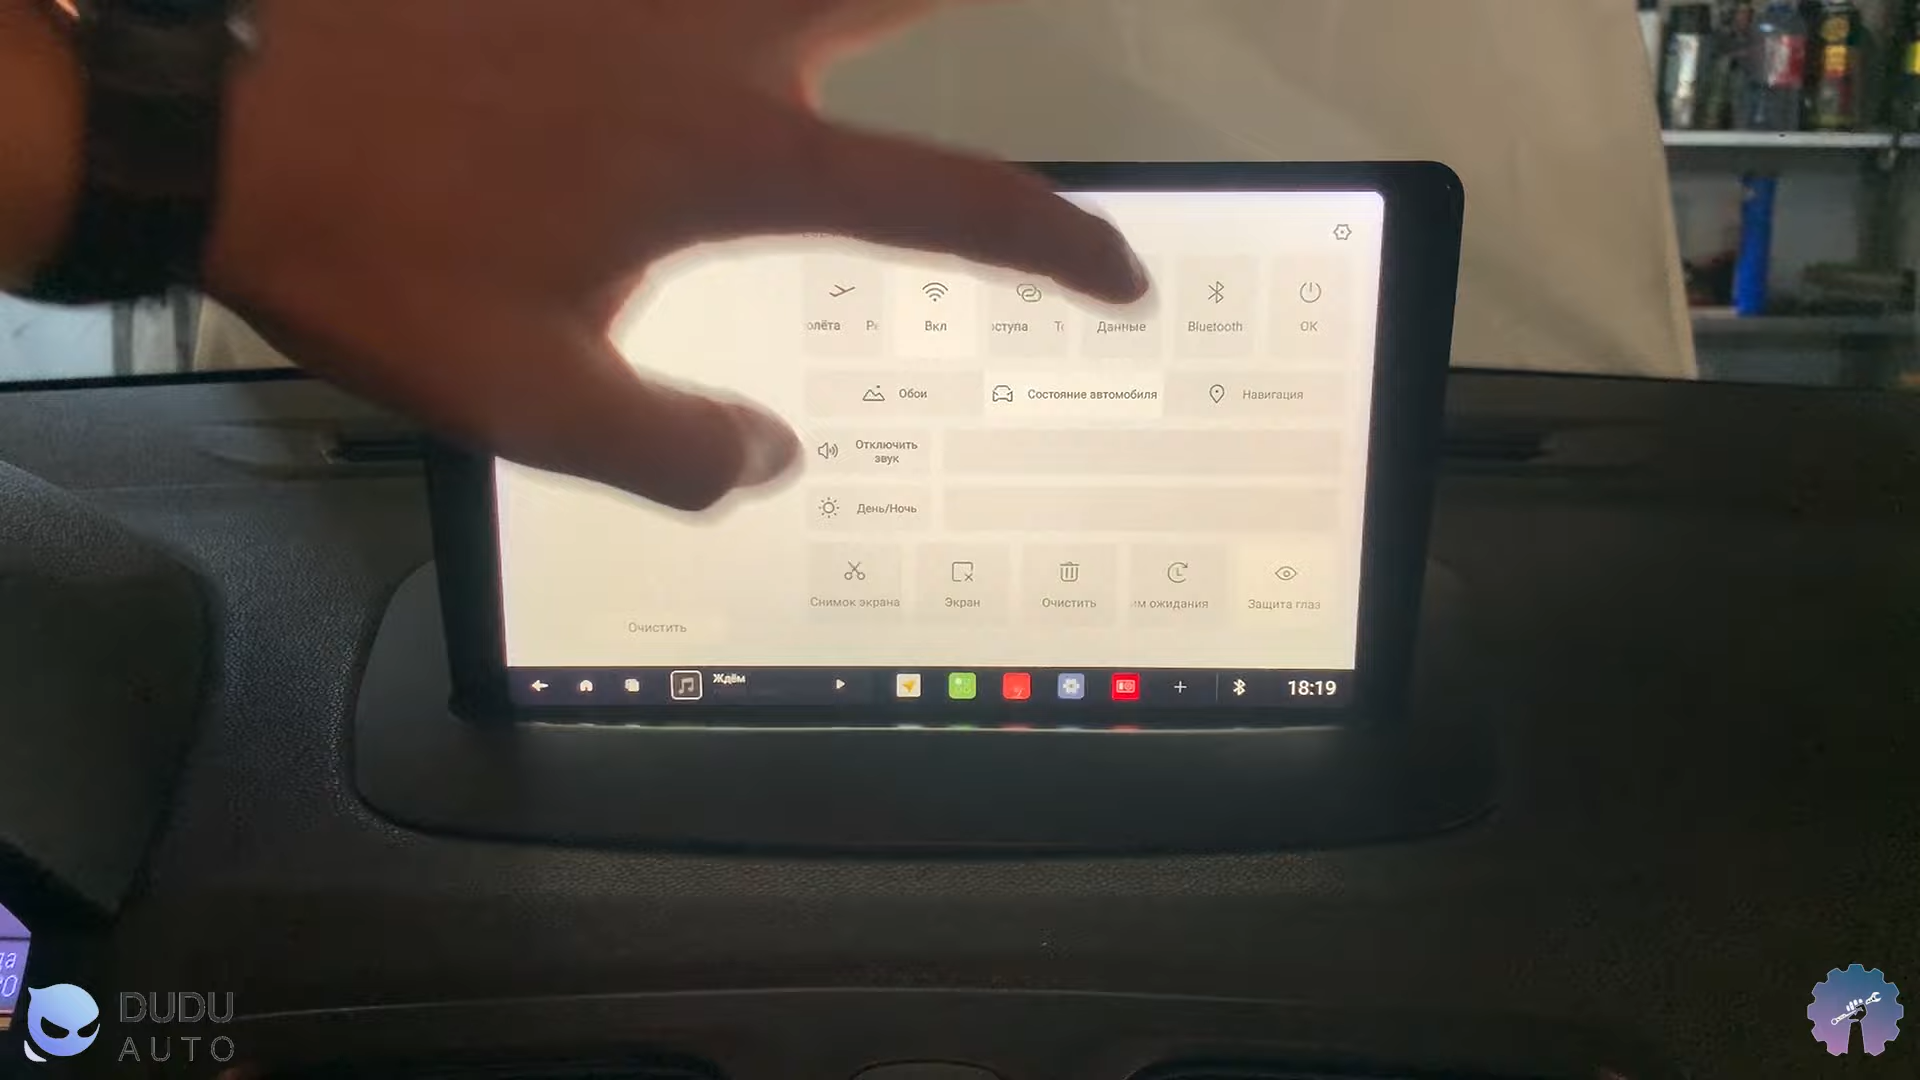 олёта
Вкл
оступа
Данные
Bluetooth
OK
Обои
Состояние автомобиля
Навигация
Отключить
звук
День/Ночь
Снимок экрана
Экран
Очистить
им ожидания
Защита глаз
Очистить
Ждём
18:19
DUDU
AUTO